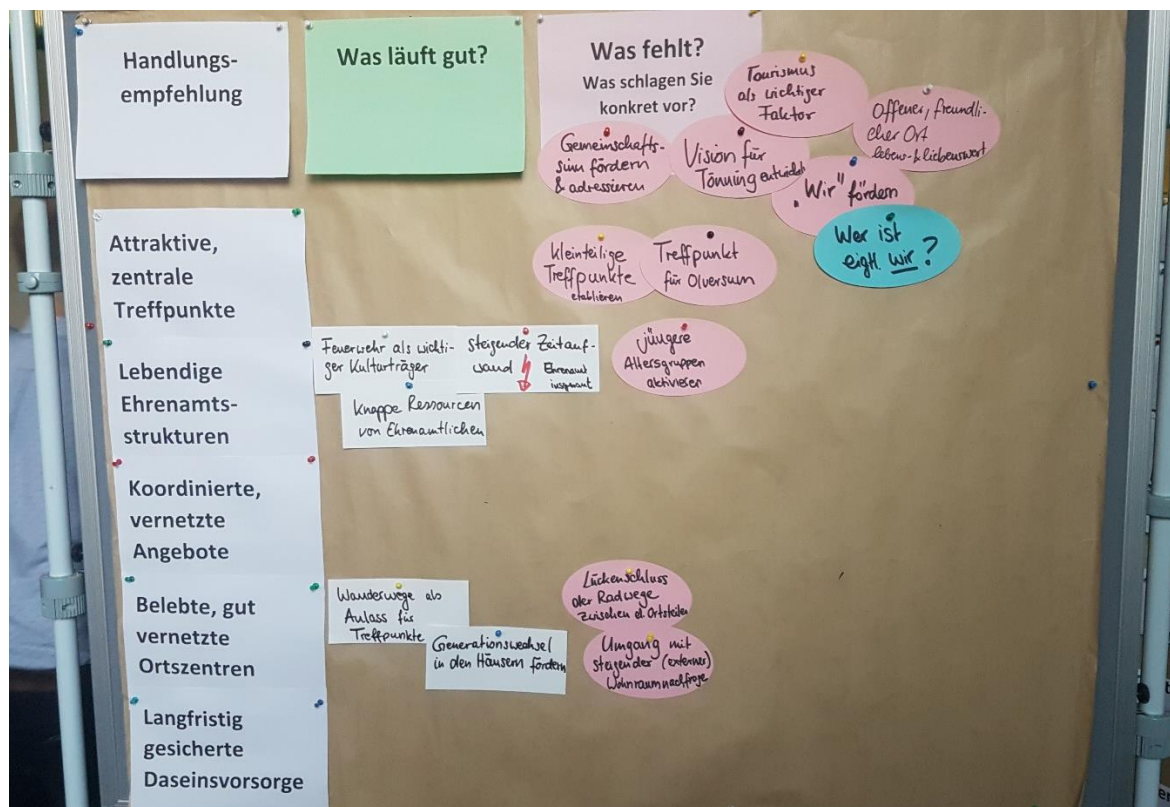 Handlungs-
empfehlung
Was läuft gut?
Was fehlt?
Was schlagen Sie
konkret vor?
Tourismus
als wichtiger
Faktor
Offener, freundli-
cher Ort
lebens- & liebenswert
Gemeinschafts-
sinn fördern
& adressieren
Vision für
Tönning entwickeln
"Wir" fördern
Wer ist
eigtl. wir?
Attraktive,
zentrale
Treffpunkte
Kleinteilige
Treffpunkte
etablieren
Treffpunkt
für Olversum
Lebendige
Ehrenamts-
strukturen
Feuerwehr als wichti-
ger Kulturträger
Steigender Zeitauf-
wand Ehrenamt
insgesamt
Knappe Ressourcen
von Ehrenamtlichen
jüngere
Altersgruppen
aktivieren
Koordinierte,
vernetzte
Angebote
Belebte, gut
vernetzte
Ortszentren
Wanderwege als
Anlass für
Treffpunkte
Generationswechsel
in den Häusern fördern
Lückenschluss
der Radwege
zwischen d. Ortsteilen
Umgang mit
steigender (externer)
Wohnraumnachfrage
Langfristig
gesicherte
Daseinsvorsorge